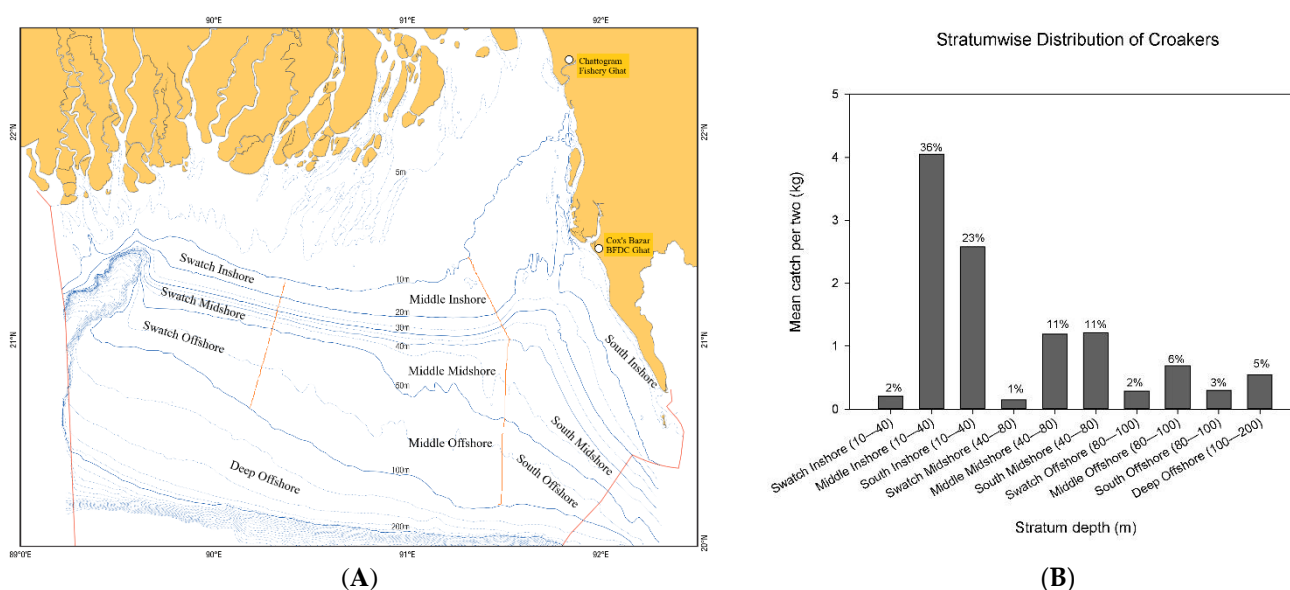 90°E
91°E
92°E
Chattogram
Fishery Ghat
22°N
22°N
5m
Cox's Bazar
BFDC Ghat
Swatch Inshore
10m
Middle Inshore
Swatch Midshore
20m
30m
21°N
21°N
Swatch Offshore
40m
South Inshore
Middle Midshore
50m
Middle Offshore
South Midshore
100m
Deep Offshore
South Offshore
200m
20°N
89°0'E
90°E
91°E
92°E
(A)
Stratumwise Distribution of Croakers
Mean catch per two (kg)
5
4
3
2
1
0
2%
36%
23%
1%
11%
11%
2%
6%
3%
5%
Swatch Inshore (10—40)
Middle Inshore (10—40)
South Inshore (10—40)
Swatch Midshore (40—80)
Middle Midshore (40—80)
South Midshore (40—80)
Swatch Offshore (80—100)
Middle Offshore (80—100)
South Offshore (80—100)
Deep Offshore (100—200)
Stratum depth (m)
(B)